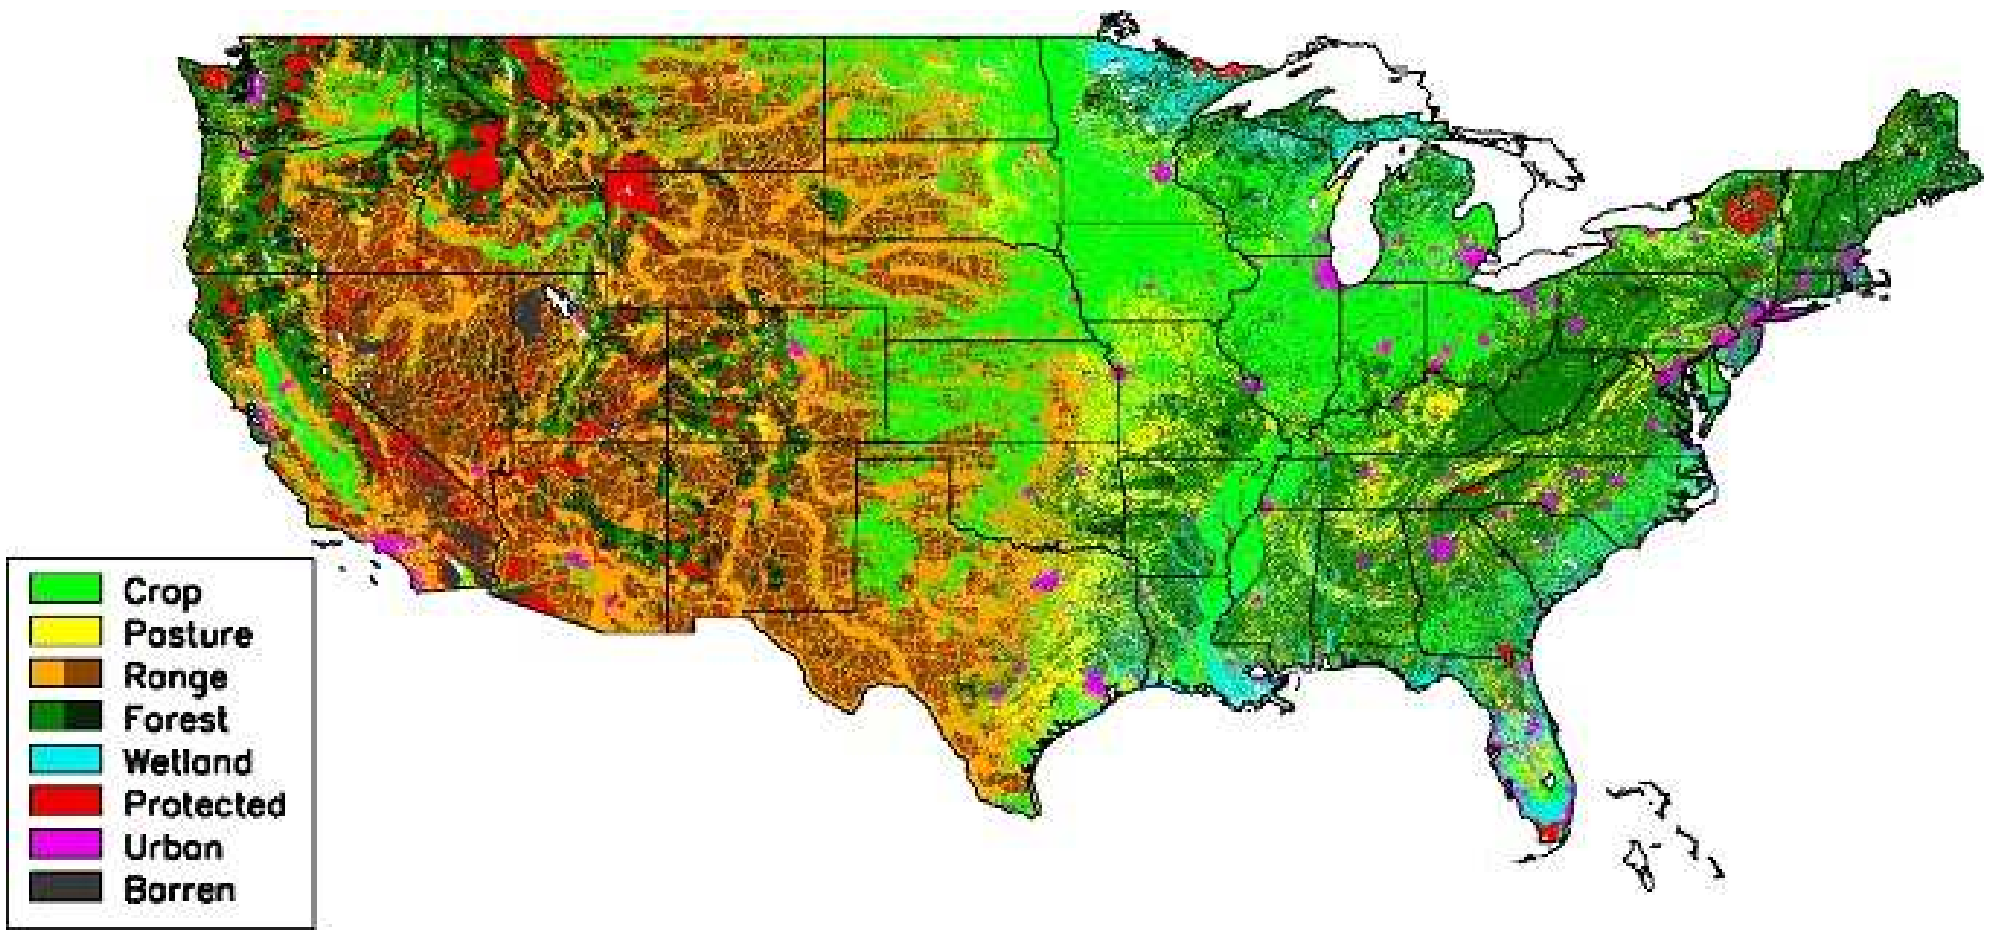 Crop
Pasture
Range
Forest
Wetland
Protected
Urban
Barren